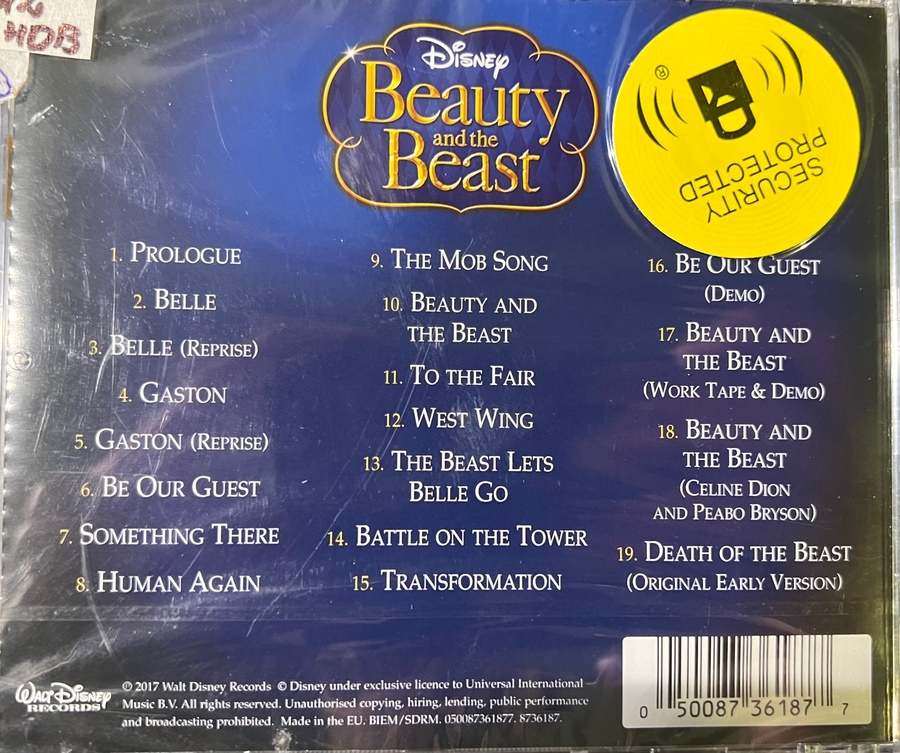 HDB
DISNEY
Beauty
and the
Beast
SECURITY
PROTECTED
®
1. PROLOGUE
2. BELLE
3. BELLE (REPRISE)
4. GASTON
5. GASTON (REPRISE)
6. BE OUR GUEST
7. SOMETHING THERE
8. HUMAN AGAIN
9. THE MOB SONG
10. BEAUTY AND
THE BEAST
11. TO THE FAIR
12. WEST WING
13. THE BEAST LETS
BELLE GO
14. BATTLE ON THE TOWER
15. TRANSFORMATION
16. BE OUR GUEST
(DEMO)
17. BEAUTY AND
THE BEAST
(WORK TAPE & DEMO)
18. BEAUTY AND
THE BEAST
(CELINE DION
AND PEABO BRYSON)
19. DEATH OF THE BEAST
(ORIGINAL EARLY VERSION)
WALT DISNEY
RECORDS
℗ 2017 Walt Disney Records © Disney under exclusive licence to Universal International
Music B.V. All rights reserved. Unauthorised copying, hiring, lending, public performance
and broadcasting prohibited. Made in the EU. BIEM/SDRM. 050087361877. 8736187.
0 50087 36187 7